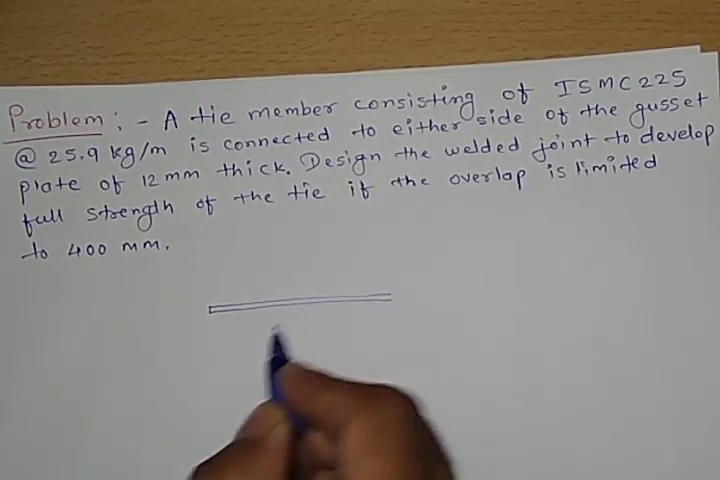 Problem : - A tie member consisting of ISMC225
@ 25.9 kg/m is connected to either side of the gusset
plate of 12 mm thick. Design the welded joint to develop
full strength of the tie if the overlap is limited
to 400 mm.